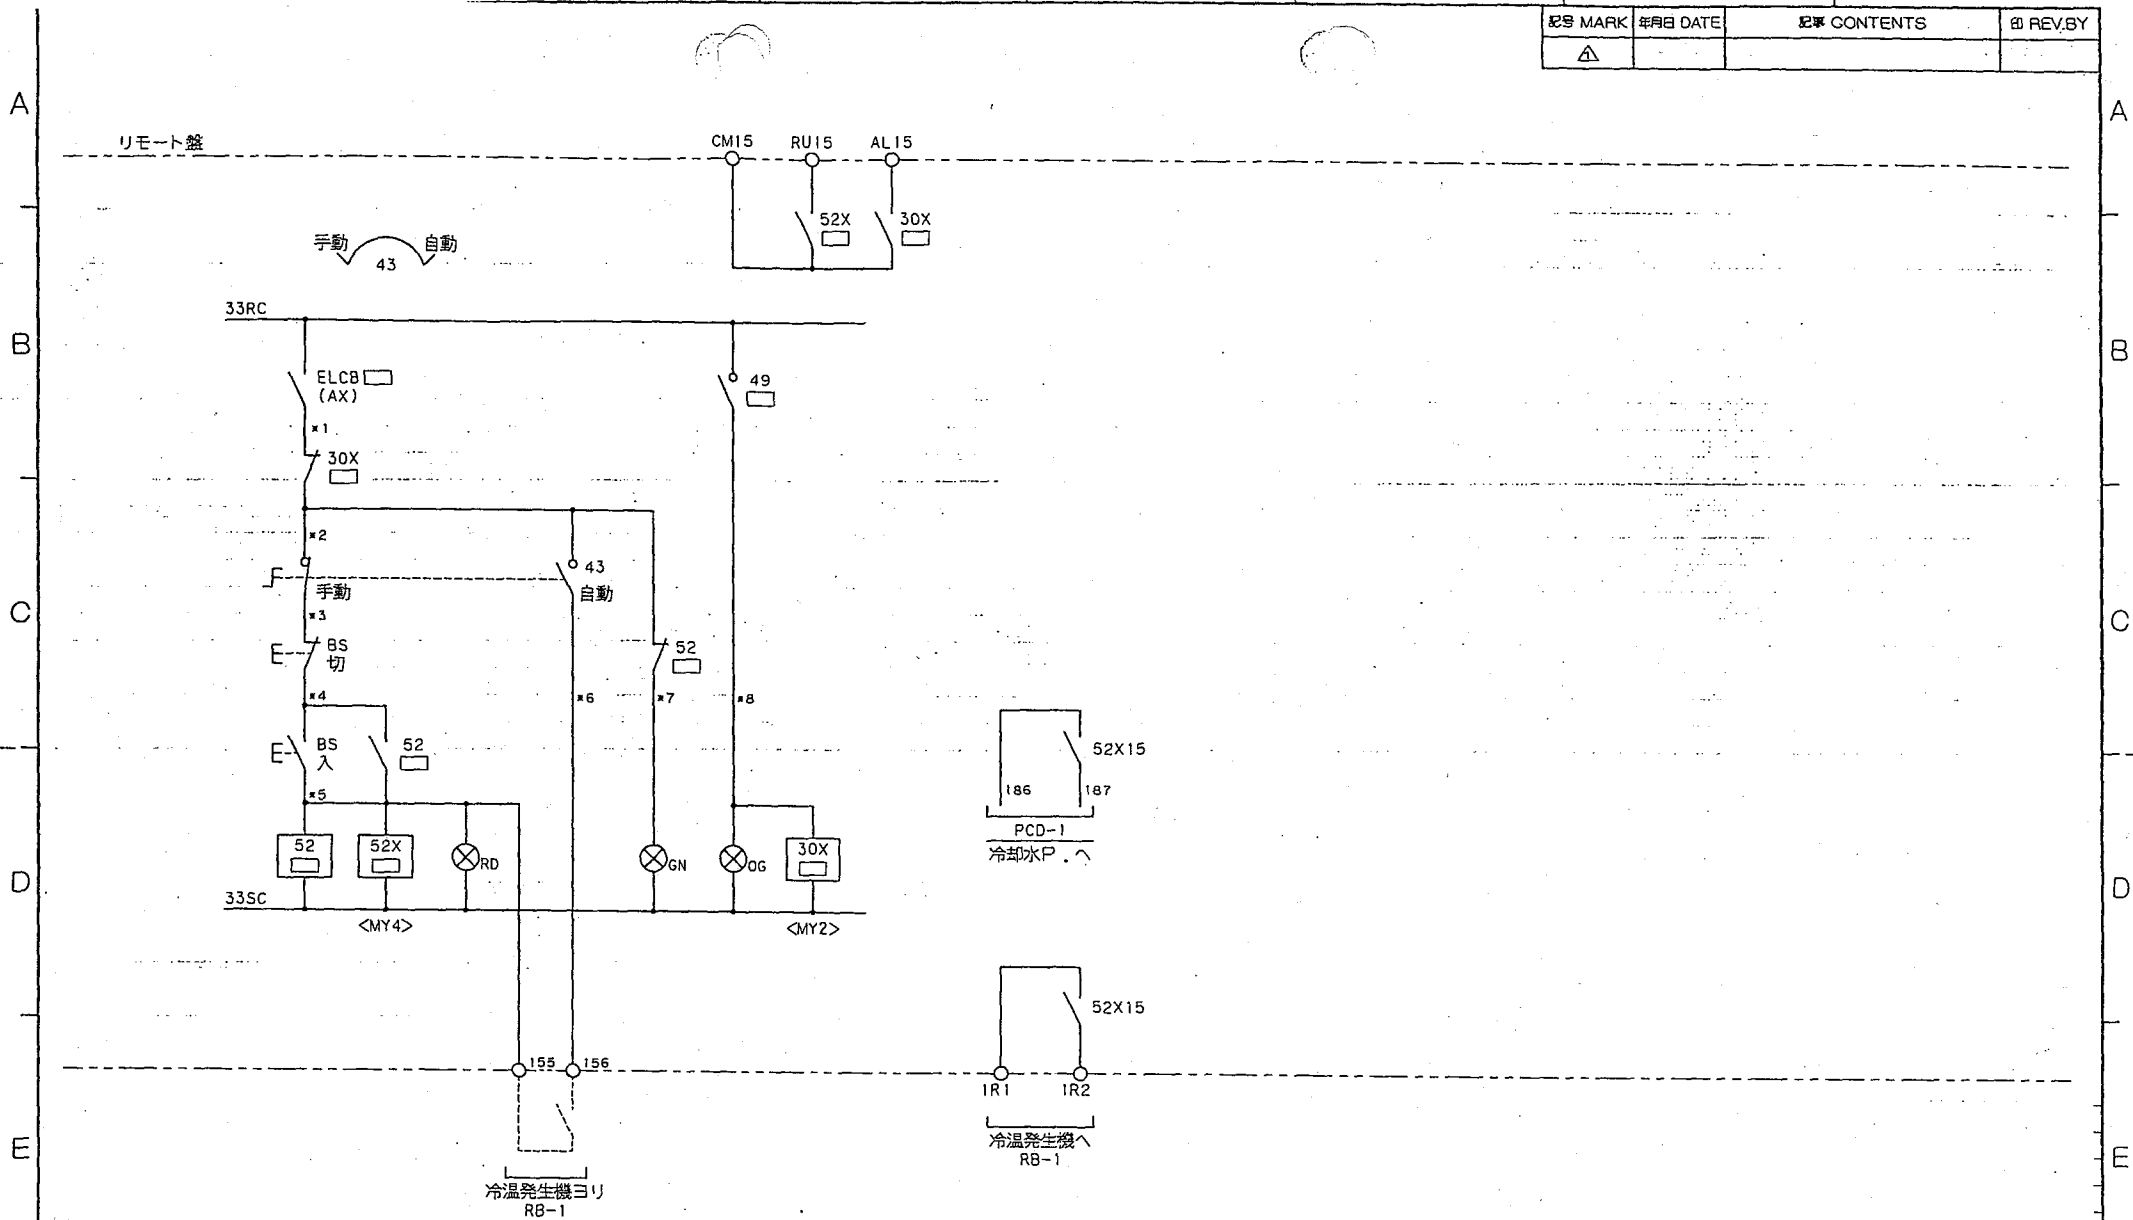 記号 MARK 年月日 DATE 記事 CONTENTS 印 REV.BY
1
A A
リモート盤
CM15 RU15 AL15
52X 30X
手動 43 自動
33RC
B B
ELCB
(AX)
49
*1
30X
*2
43
手動 自動
*3
C C
BS
切
52
*4 *6 *7 *8
BS
入
52
52X15
*5
186 187
PCD-1
冷却水P.へ
52 52X RD GN OG 30X
D D
33SC
<MY4> <MY2>
52X15
155 156
1R1 1R2
冷温発生機へ
RB-1
E E
冷温発生機ヨリ
RB-1